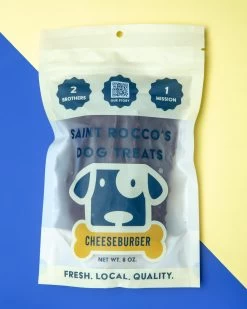 2
BROTHERS
OUR STORY
1
MISSION
SAINT ROCCO'S
DOG TREATS
CHEESEBURGER
NET WT. 8 OZ.
FRESH. LOCAL. QUALITY.